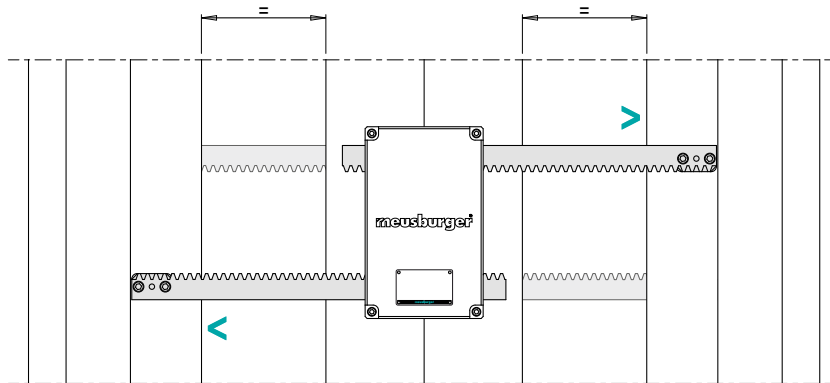 = =
>
meusburger
<